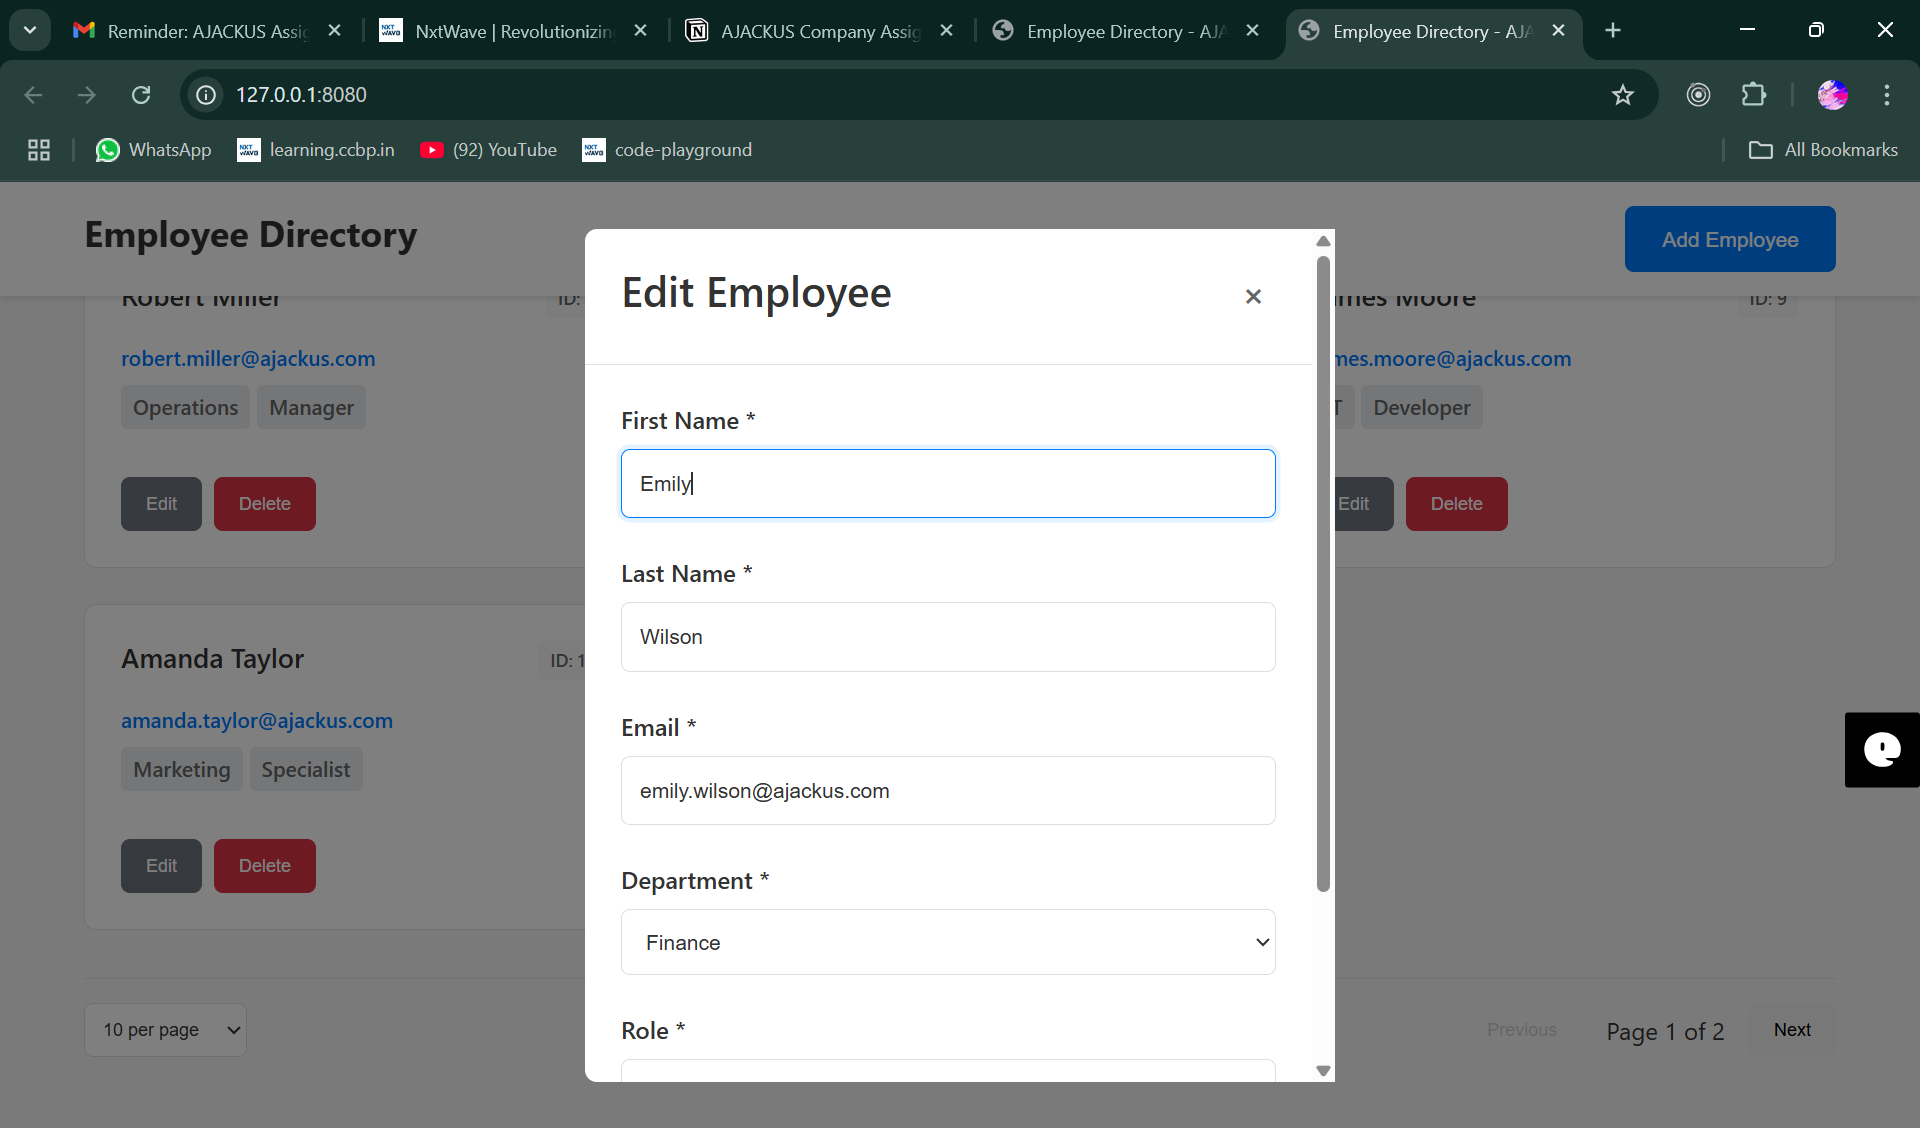 Reminder: AJACKUS Assig
NxtWave | Revolutionizin
AJACKUS Company Assig
Employee Directory - AJA
Employee Directory - AJA
127.0.0.1:8080
WhatsApp
learning.ccbp.in
(92) YouTube
code-playground
All Bookmarks
Employee Directory
Add Employee
Edit Employee
×
Robert Miller
ID:
mes Moore
ID: 9
robert.miller@ajackus.com
mes.moore@ajackus.com
Operations
Manager
T
Developer
Edit
Delete
Edit
Delete
First Name *
Emily
Last Name *
Wilson
Email *
emily.wilson@ajackus.com
Department *
Finance
Role *
Amanda Taylor
ID: 1
amanda.taylor@ajackus.com
Marketing
Specialist
Edit
Delete
10 per page
Previous
Page 1 of 2
Next